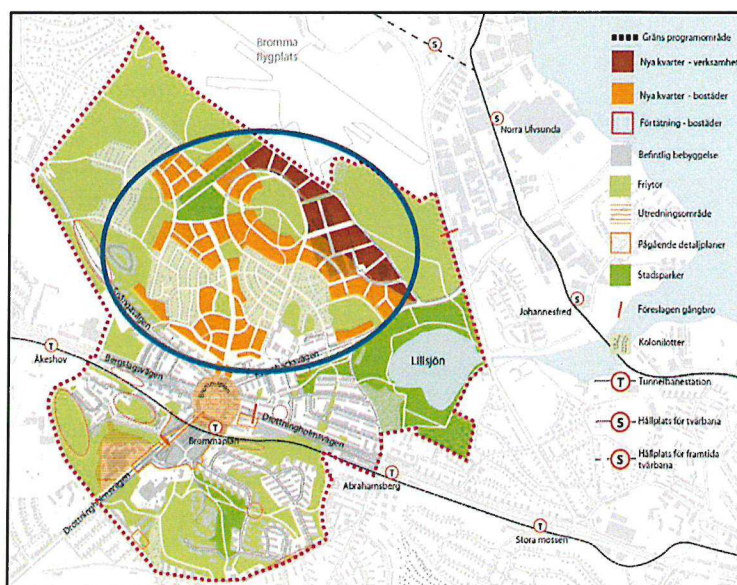 Bromma
flygplats
S
S
Norra Ulvsunda
S
Johannesfred
Lillsjön
T
Åkeshov
Bergslagsvägen
Drottningholmsvägen
T
Brommaplan
Drottningholmsvägen
T
Abrahamsberg
T
Stora mossen
Gräns programområde
Nya kvarter - verksamhet
Nya kvarter - bostäder
Förtätning - bostäder
Befintlig bebyggelse
Friytor
Utredningsområde
Pågående detaljplaner
Stadsparker
Föreslagen gångbro
Kolonilotter
T
Tunnelbanestation
S
Hållplats för tvärbana
S
Hållplats för framtida
tvärbana